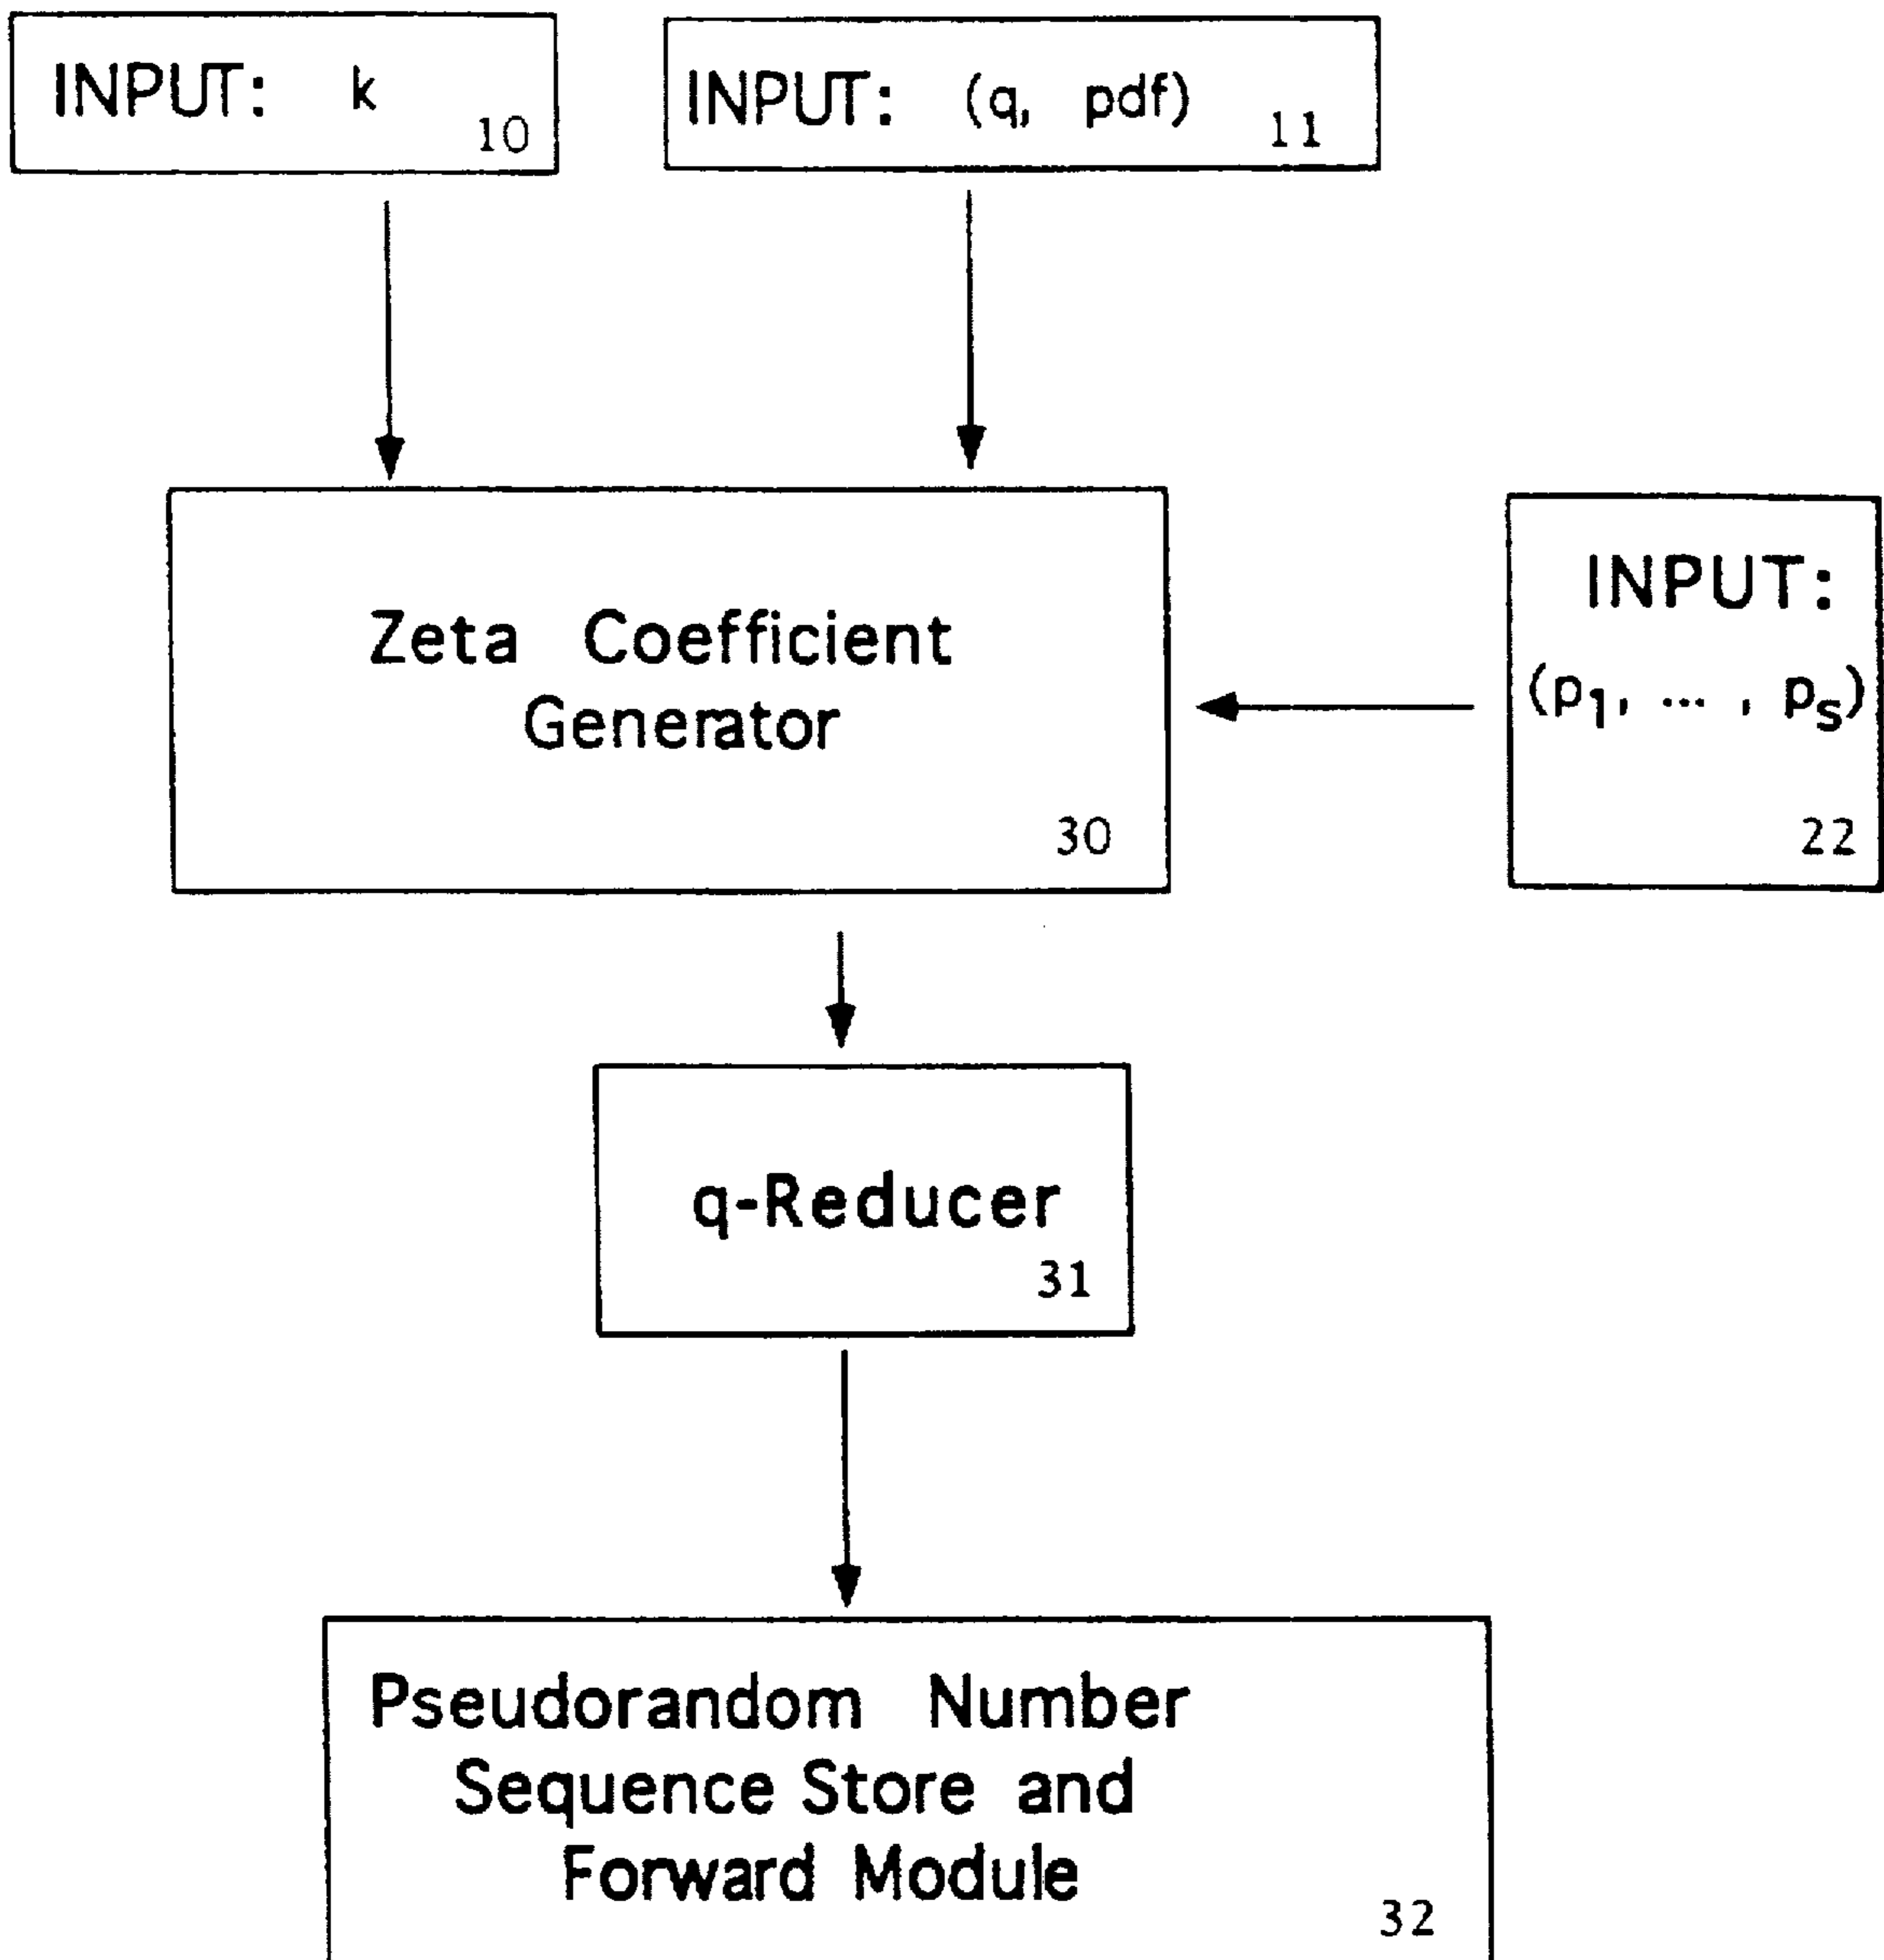 INPUT: k
10
INPUT: (q, pdf)
11
Zeta Coefficient
Generator
30
INPUT:
(p₁, ... , pₛ)
22
q-Reducer
31
Pseudorandom Number
Sequence Store and
Forward Module
32